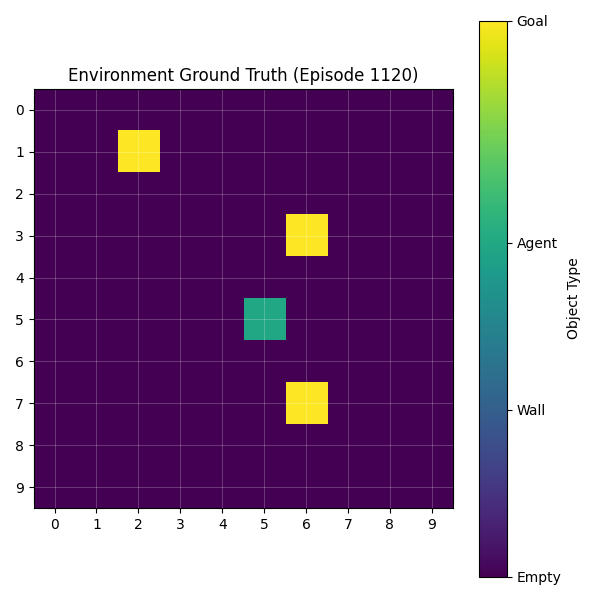 Environment Ground Truth (Episode 1120)
0
1
2
3
4
5
6
7
8
9
0 1 2 3 4 5 6 7 8 9
Goal
Agent
Wall
Empty
Object Type